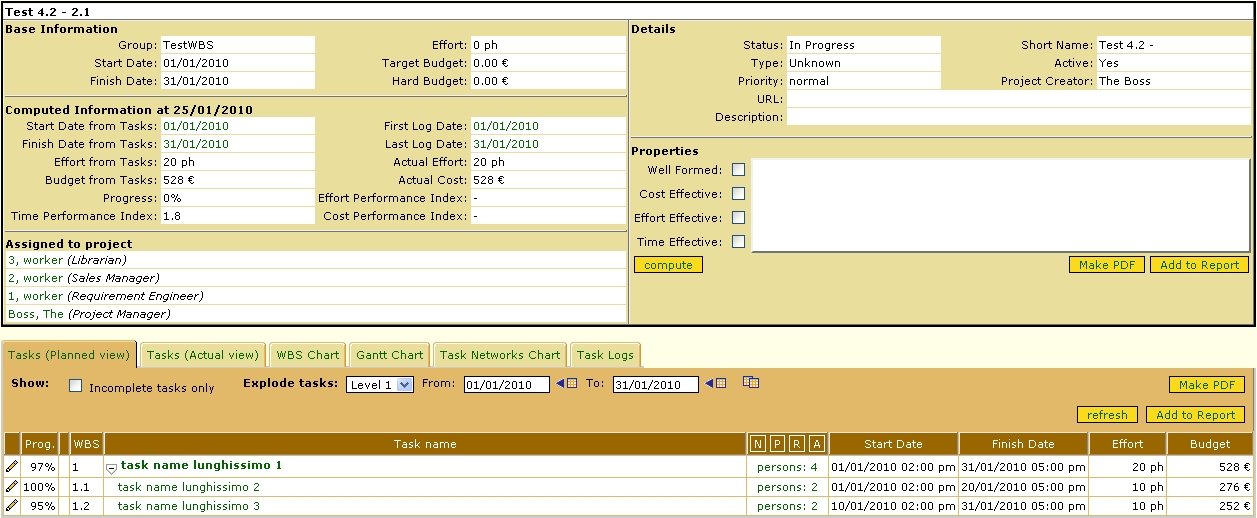 Test 4.2 - 2.1
Base Information
Group: TestWBS Effort: 0 ph
Start Date: 01/01/2010 Target Budget: 0.00 €
Finish Date: 31/01/2010 Hard Budget: 0.00 €
Computed Information at 25/01/2010
Start Date from Tasks: 01/01/2010 First Log Date: 01/01/2010
Finish Date from Tasks: 31/01/2010 Last Log Date: 31/01/2010
Effort from Tasks: 20 ph Actual Effort: 20 ph
Budget from Tasks: 528 € Actual Cost: 528 €
Progress: 0% Effort Performance Index: -
Time Performance Index: 1.8 Cost Performance Index: -
Assigned to project
3, worker (Librarian)
2, worker (Sales Manager)
1, worker (Requirement Engineer)
Boss, The (Project Manager)
Details
Status: In Progress Short Name: Test 4.2 -
Type: Unknown Active: Yes
Priority: normal Project Creator: The Boss
URL:
Description:
Properties
Well Formed:
Cost Effective:
Effort Effective:
Time Effective:
compute Make PDF Add to Report
Tasks (Planned view) Tasks (Actual view) WBS Chart Gantt Chart Task Networks Chart Task Logs
Show: Incomplete tasks only Explode tasks: Level 1 From: 01/01/2010 To: 31/01/2010 Make PDF
refresh Add to Report
Prog. WBS Task name N P R A Start Date Finish Date Effort Budget
97% 1 task name lunghissimo 1 persons: 4 01/01/2010 02:00 pm 31/01/2010 05:00 pm 20 ph 528 €
100% 1.1 task name lunghissimo 2 persons: 2 01/01/2010 02:00 pm 20/01/2010 05:00 pm 10 ph 276 €
95% 1.2 task name lunghissimo 3 persons: 2 10/01/2010 02:00 pm 31/01/2010 05:00 pm 10 ph 252 €